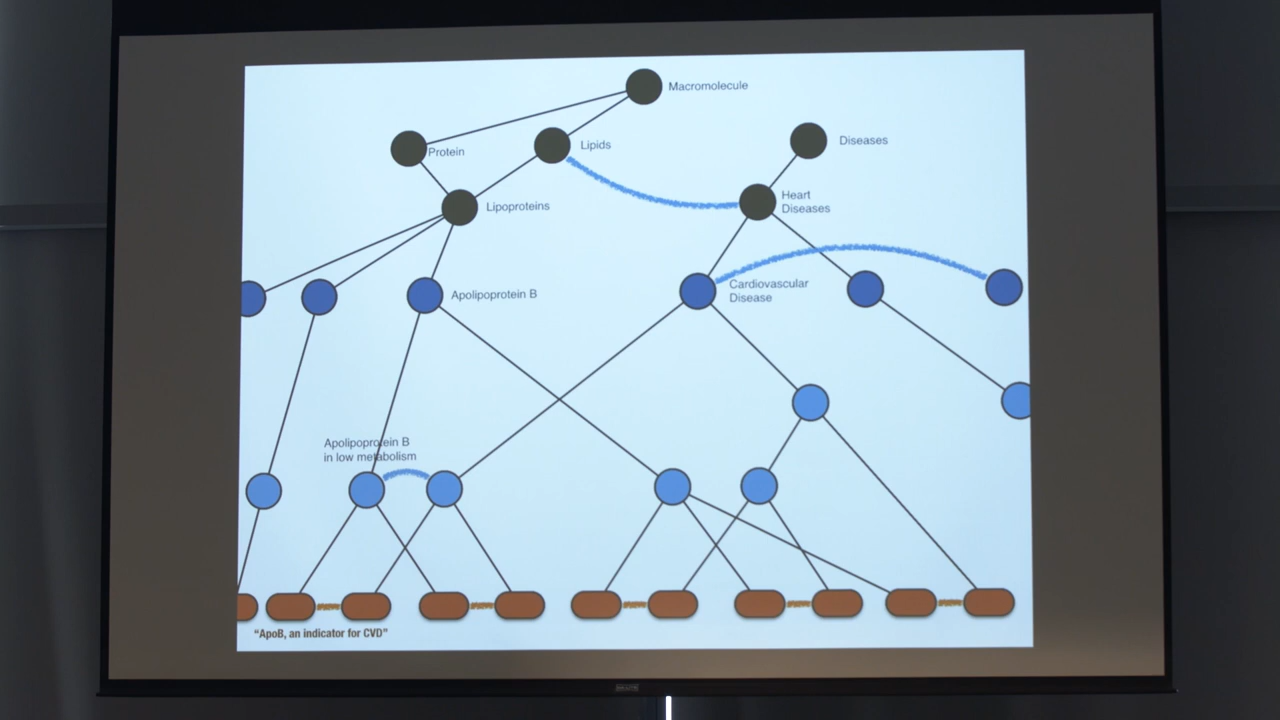 Macromolecule
Protein
Lipids
Diseases
Lipoproteins
Heart
Diseases
Apolipoprotein B
Cardiovascular
Disease
Apolipoprotein B
in low metabolism
“ApoB, an indicator for CVD”